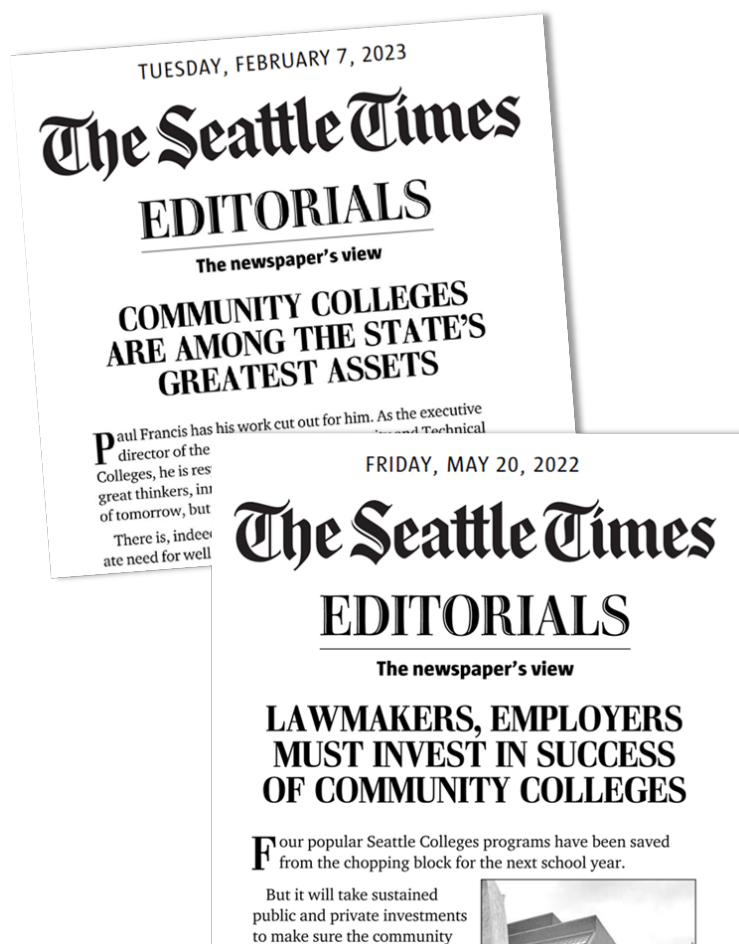 TUESDAY, FEBRUARY 7, 2023
The Seattle Times
EDITORIALS
The newspaper's view
COMMUNITY COLLEGES
ARE AMONG THE STATE'S
GREATEST ASSETS
Paul Francis has his work cut out for him. As the executive
director of the and Technical
Colleges, he is
great thinkers,
of tomorrow, but
There is,
ate need for well
FRIDAY, MAY 20, 2022
The Seattle Times
EDITORIALS
The newspaper's view
LAWMAKERS, EMPLOYERS
MUST INVEST IN SUCCESS
OF COMMUNITY COLLEGES
Four popular Seattle Colleges programs have been saved
from the chopping block for the next school year.
But it will take sustained
public and private investments
to make sure the community